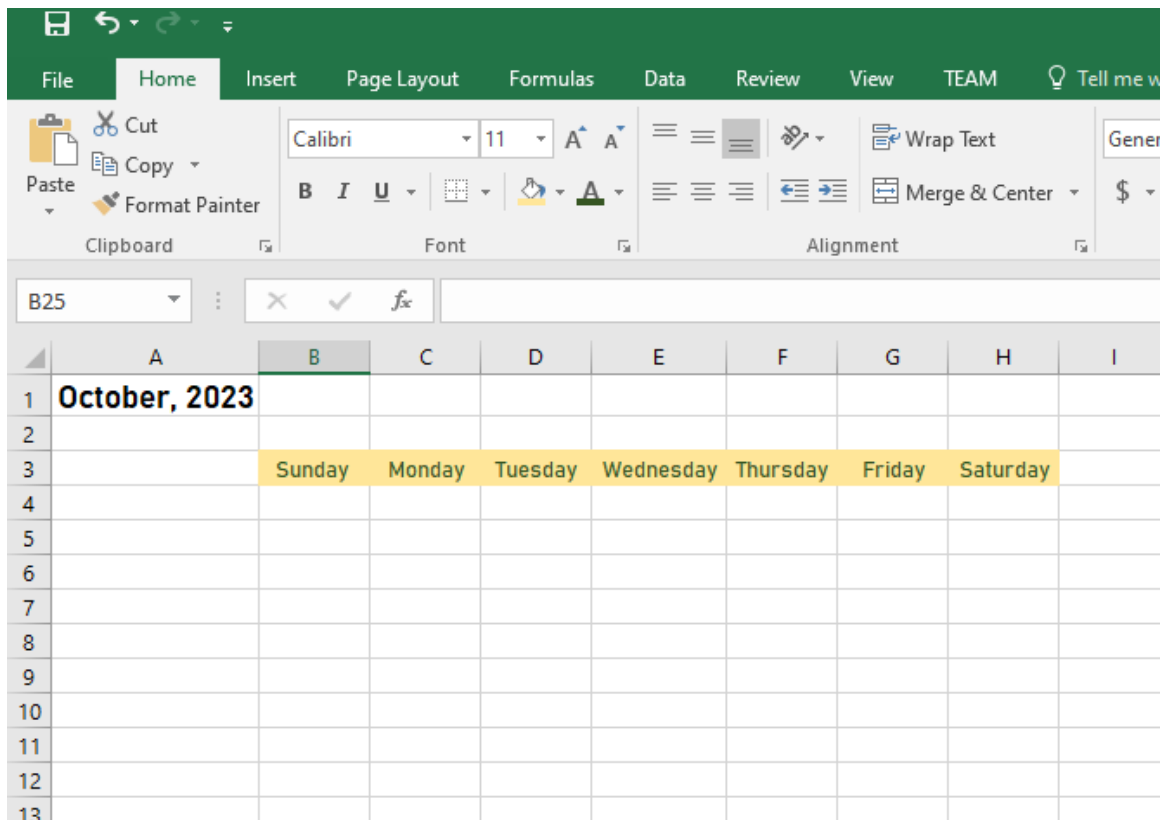 File Home Insert Page Layout Formulas Data Review View TEAM Tell me w
Cut
Copy
Paste
Format Painter
Clipboard
Calibri 11 A A
B I U A
Font
Wrap Text
Merge & Center
Alignment
Gener
$
B25 fx
A B C D E F G H I
1 October, 2023
2
3 Sunday Monday Tuesday Wednesday Thursday Friday Saturday
4
5
6
7
8
9
10
11
12
13